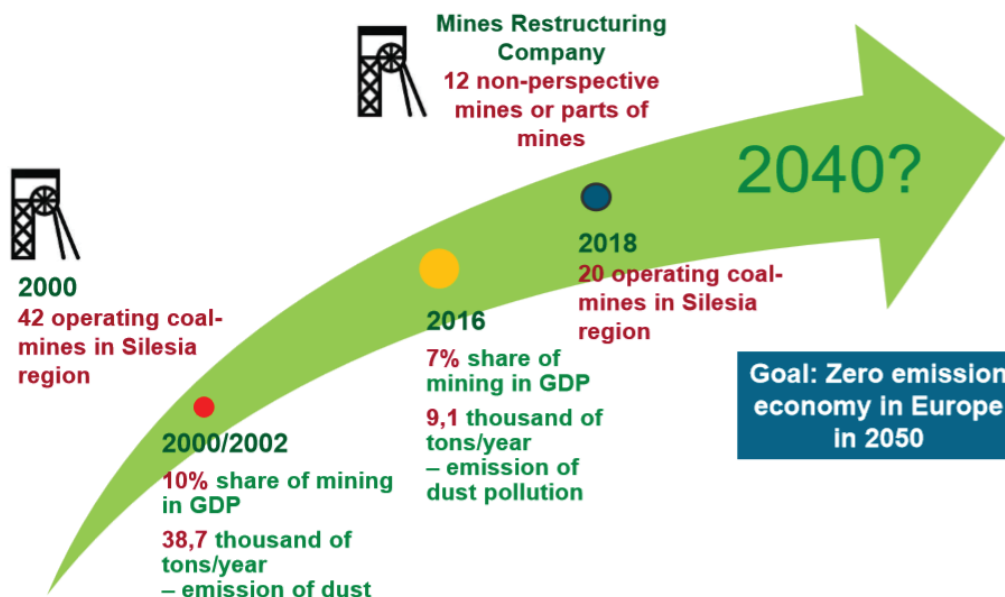 2000
42 operating coal-
mines in Silesia
region
2000/2002
10% share of mining
in GDP
38,7 thousand of
tons/year
– emission of dust
2016
7% share of
mining in GDP
9,1 thousand of
tons/year
– emission of
dust pollution
Mines Restructuring
Company
12 non-perspective
mines or parts of
mines
2018
20 operating coal-
mines in Silesia
region
2040?
Goal: Zero emission
economy in Europe
in 2050